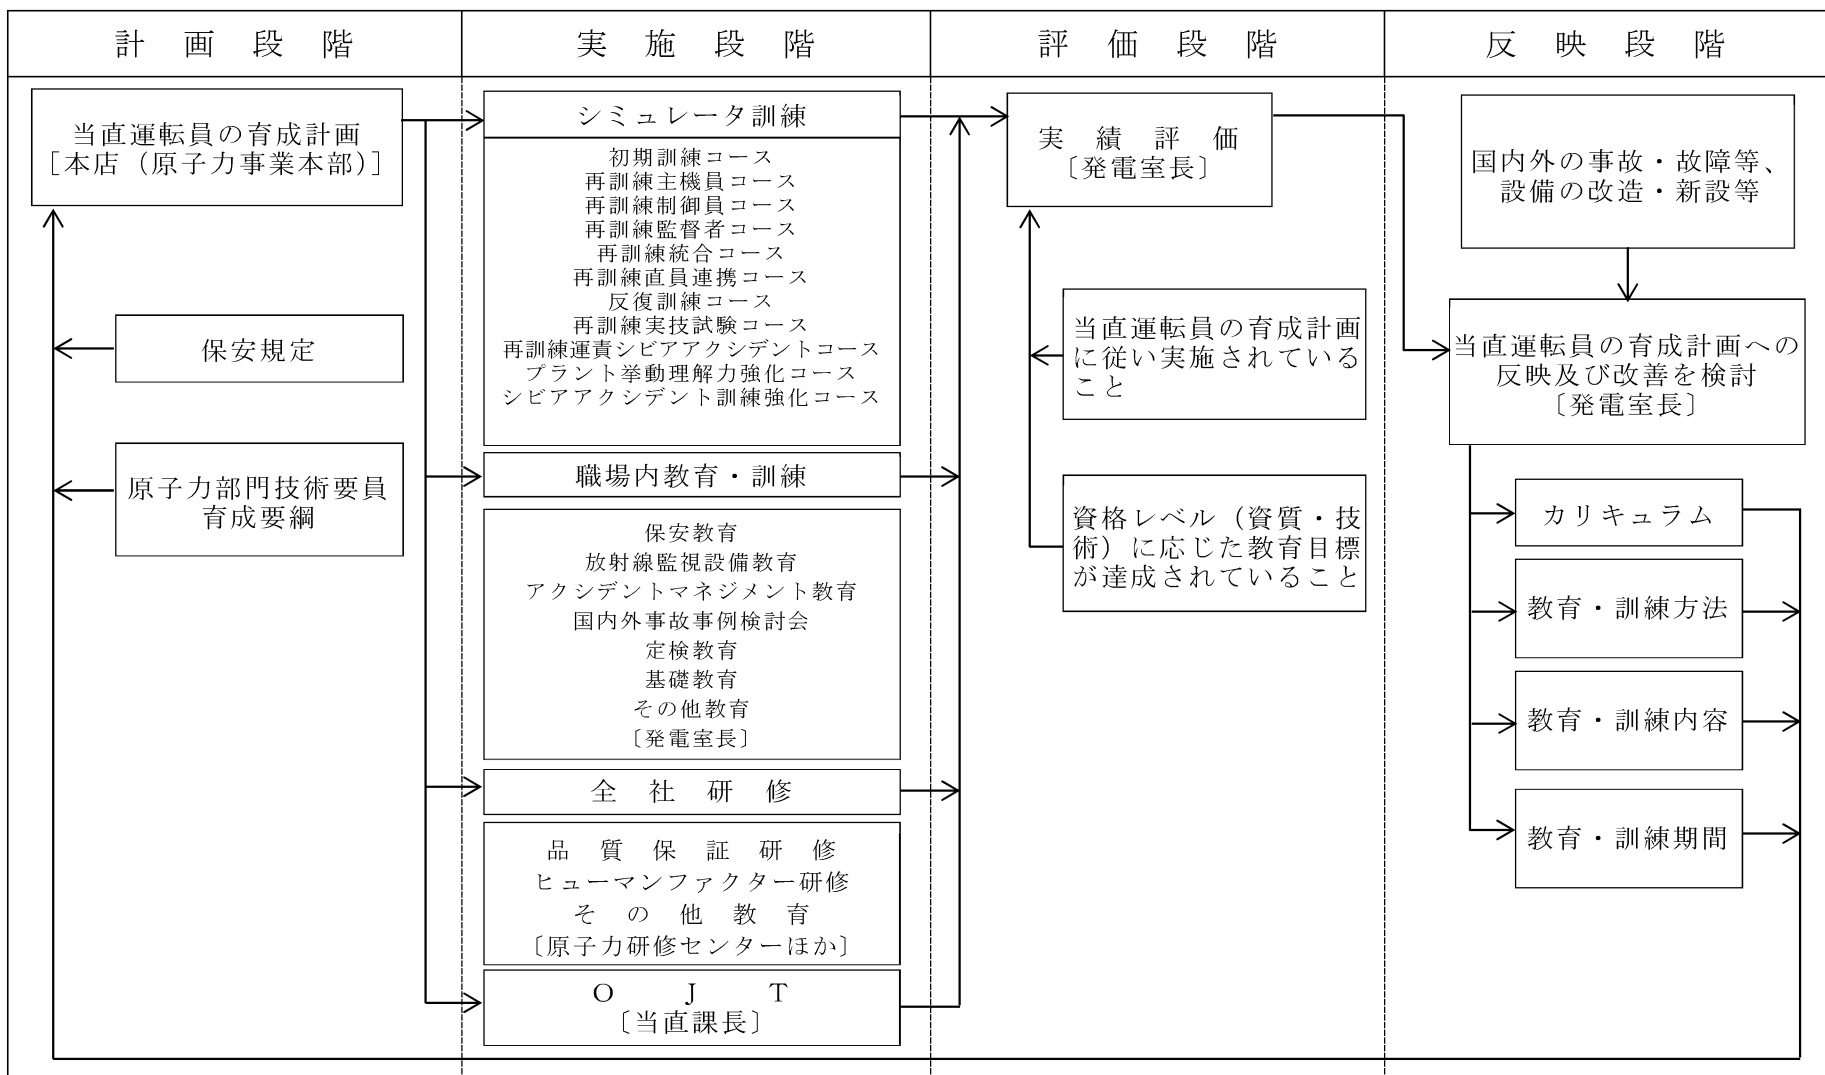 計画段階
実施段階
評価段階
反映段階
当直運転員の育成計画
［本店（原子力事業本部）］
保安規定
原子力部門技術要員
育成要綱
シミュレータ訓練
初期訓練コース
再訓練主機員コース
再訓練制御員コース
再訓練監督者コース
再訓練統合コース
再訓練直員連携コース
反復訓練コース
再訓練実技試験コース
再訓練運責シビアアクシデントコース
プラント挙動理解力強化コース
シビアアクシデント訓練強化コース
職場内教育・訓練
保安教育
放射線監視設備教育
アクシデントマネジメント教育
国内外事故事例検討会
定検教育
基礎教育
その他教育
〔発電室長〕
全社研修
品質保証研修
ヒューマンファクター研修
その他教育
〔原子力研修センターほか〕
ＯＪＴ
〔当直課長〕
実績評価
〔発電室長〕
当直運転員の育成計画
に従い実施されている
こと
資格レベル（資質・技
術）に応じた教育目標
が達成されていること
国内外の事故・故障等、
設備の改造・新設等
当直運転員の育成計画への
反映及び改善を検討
〔発電室長〕
カリキュラム
教育・訓練方法
教育・訓練内容
教育・訓練期間